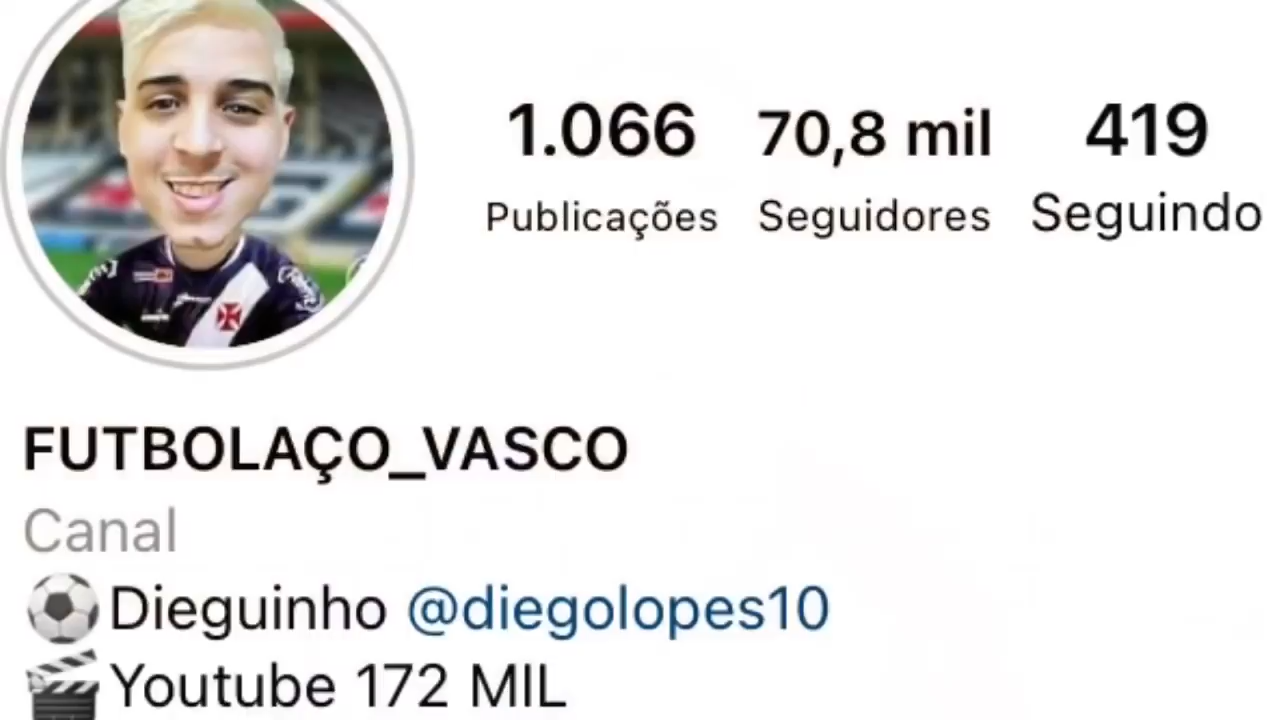 1.066 70,8 mil 419
Publicações Seguidores Seguindo
FUTBOLAÇO_VASCO
Canal
Dieguinho @diegolopes10
Youtube 172 MIL